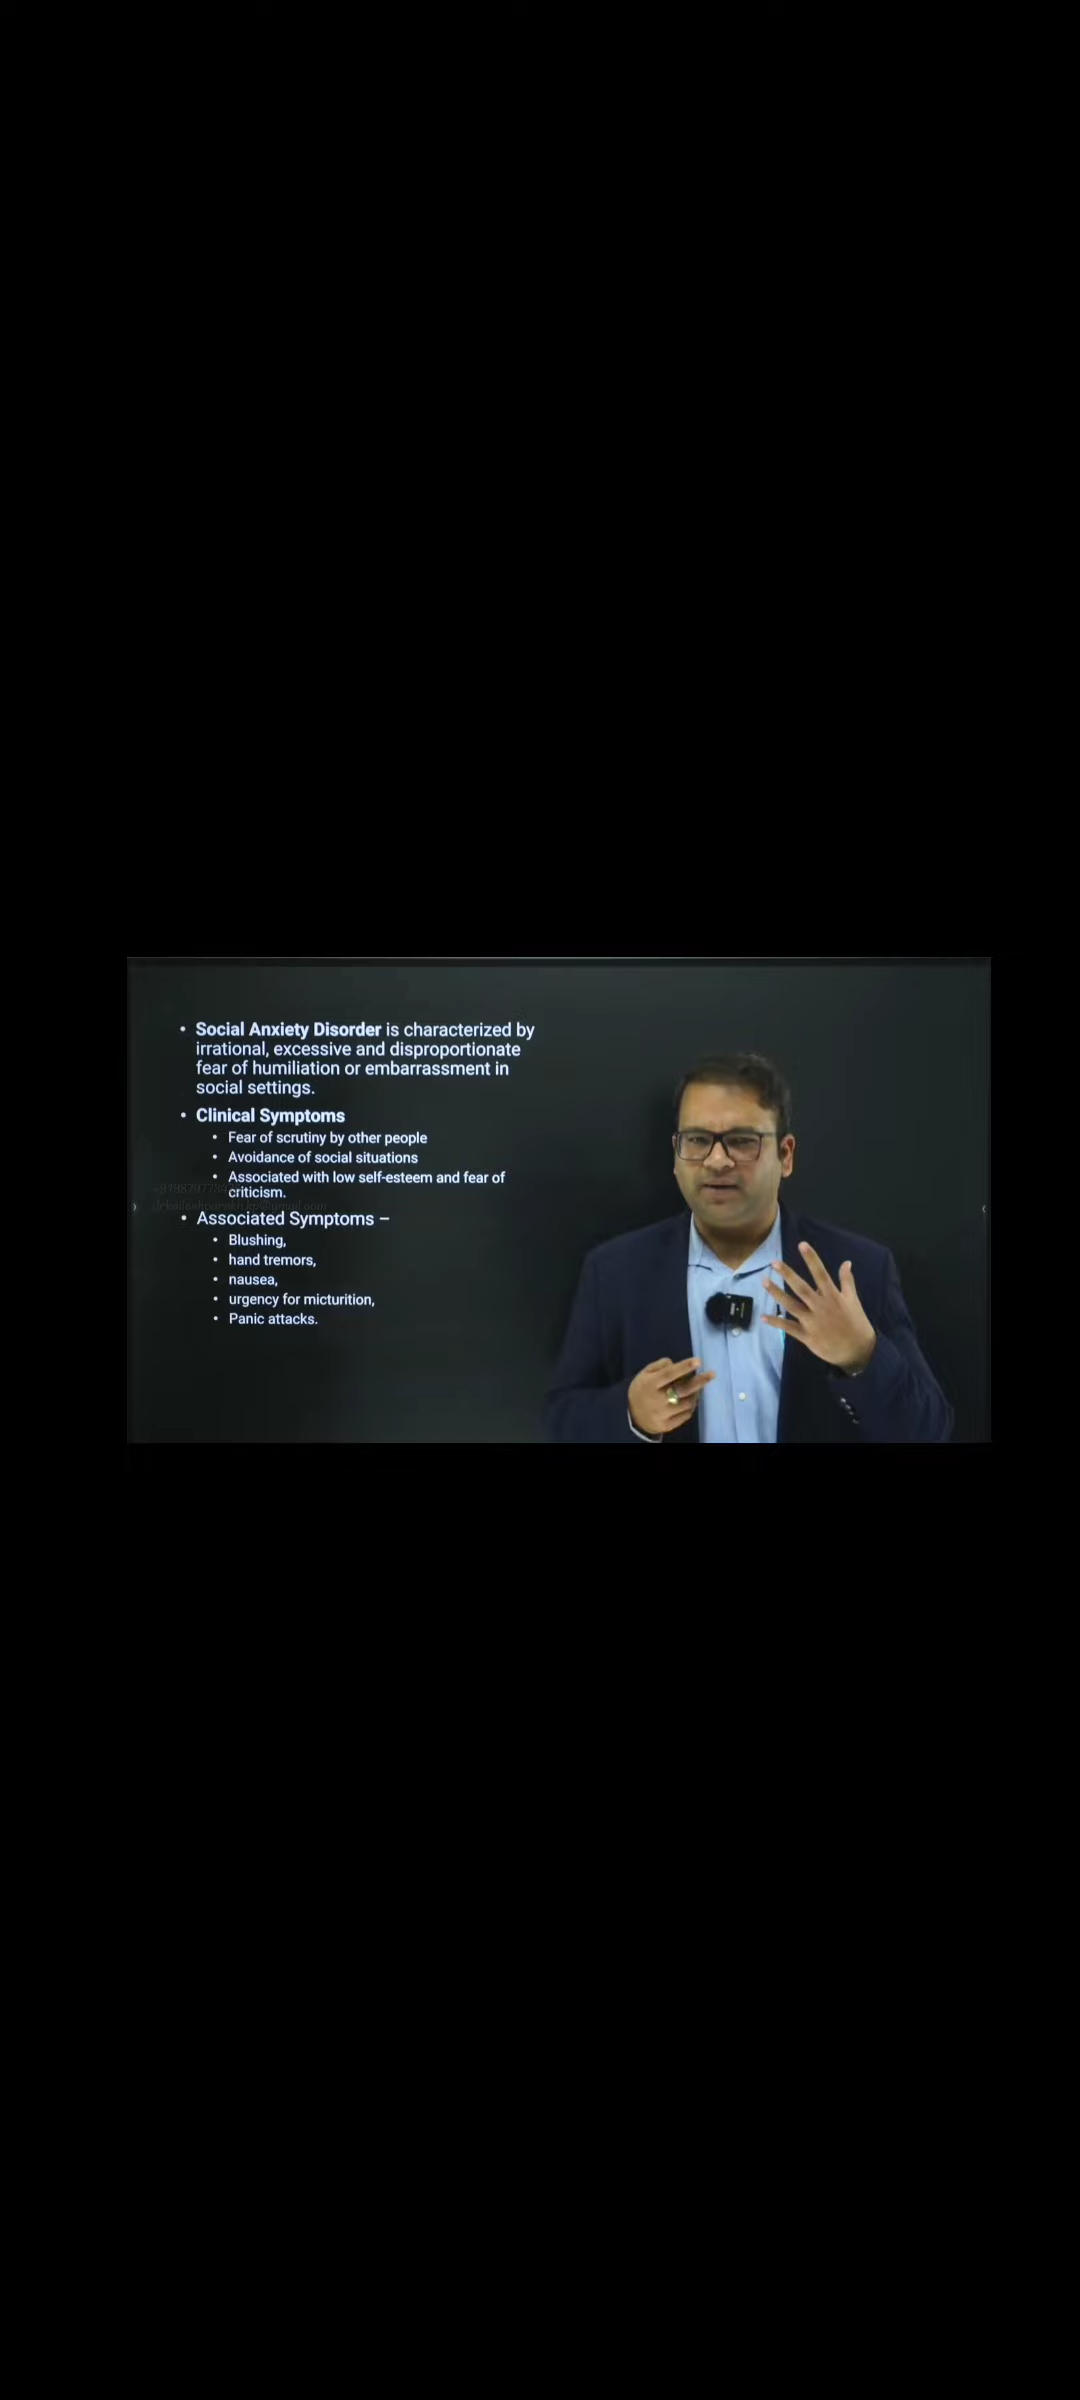 • Social Anxiety Disorder is characterized by
irrational, excessive and disproportionate
fear of humiliation or embarrassment in
social settings.
• Clinical Symptoms
• Fear of scrutiny by other people
• Avoidance of social situations
• Associated with low self-esteem and fear of
criticism.
• Associated Symptoms –
• Blushing,
• hand tremors,
• nausea,
• urgency for micturition,
• Panic attacks.